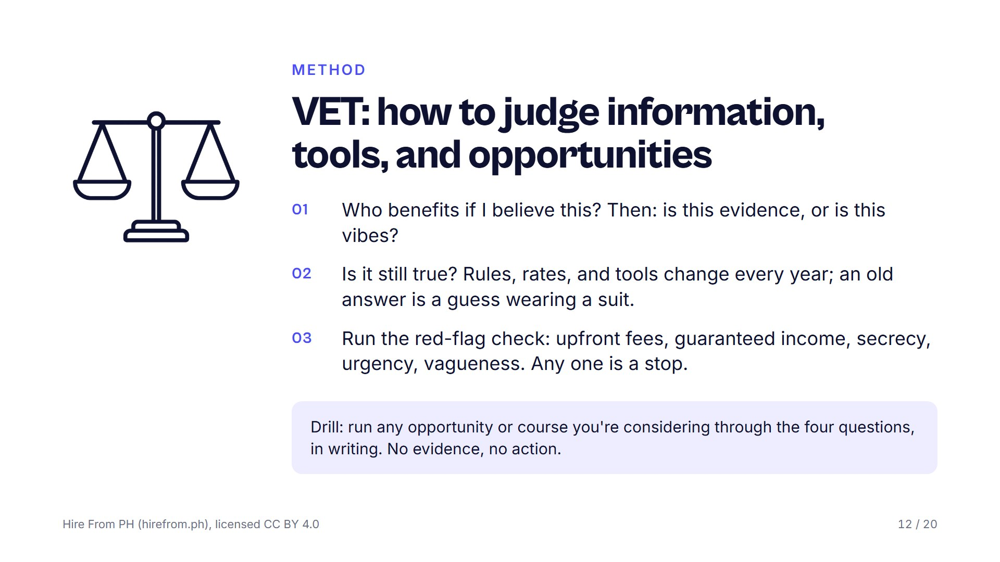 METHOD
VET: how to judge information,
tools, and opportunities
01 Who benefits if I believe this? Then: is this evidence, or is this
vibes?
02 Is it still true? Rules, rates, and tools change every year; an old
answer is a guess wearing a suit.
03 Run the red-flag check: upfront fees, guaranteed income, secrecy,
urgency, vagueness. Any one is a stop.
Drill: run any opportunity or course you're considering through the four questions,
in writing. No evidence, no action.
Hire From PH (hirefrom.ph), licensed CC BY 4.0
12 / 20